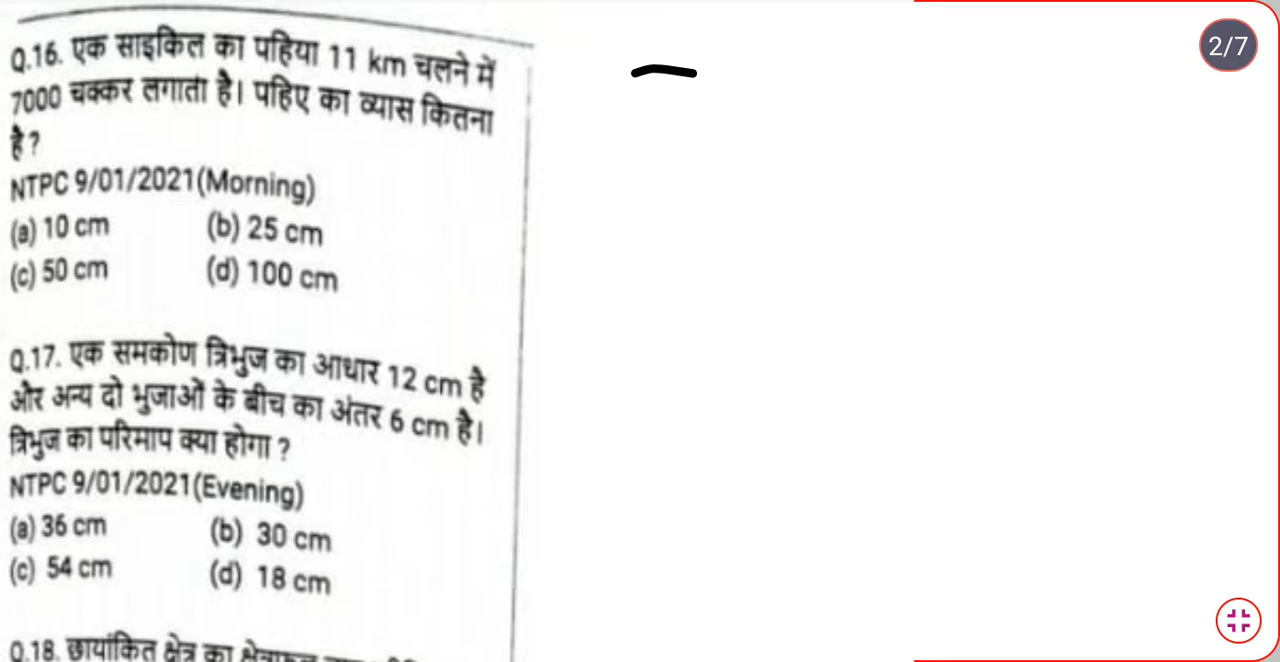 Q.16. एक साइकिल का पहिया 11 km चलने में
7000 चक्कर लगाता है। पहिए का व्यास कितना
है ?
NTPC 9/01/2021(Morning)
(a) 10 cm (b) 25 cm
(c) 50 cm (d) 100 cm
Q.17. एक समकोण त्रिभुज का आधार 12 cm है
और अन्य दो भुजाओं के बीच का अंतर 6 cm है।
त्रिभुज का परिमाप क्या होगा ?
NTPC 9/01/2021(Evening)
(a) 36 cm (b) 30 cm
(c) 54 cm (d) 18 cm
Q.18. छायांकित क्षेत्र का क्षेत्रफल
2/7